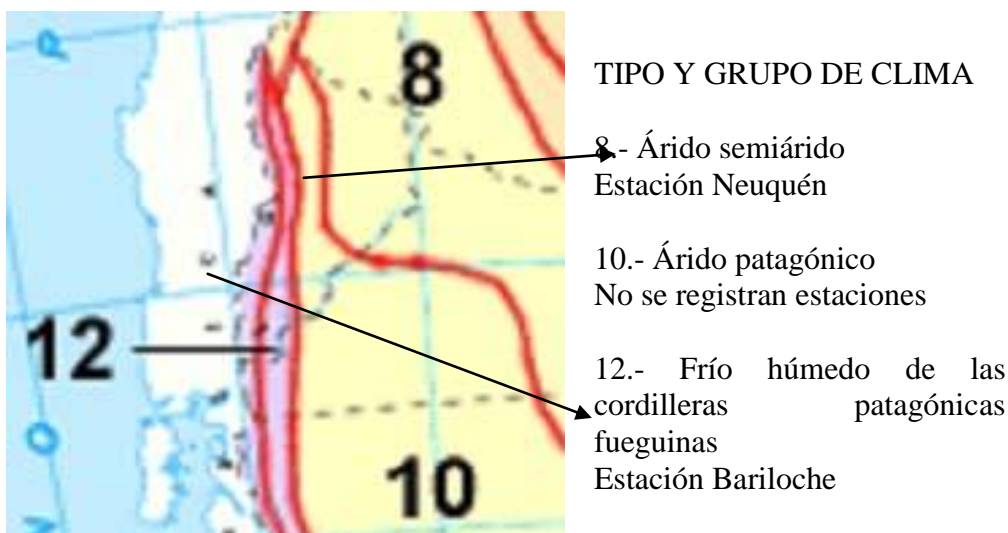 P
8
TIPO Y GRUPO DE CLIMA
8.- Árido semiárido
Estación Neuquén
10.- Árido patagónico
No se registran estaciones
12
12.- Frío húmedo de las
cordilleras patagónicas
fueguinas
Estación Bariloche
O
10